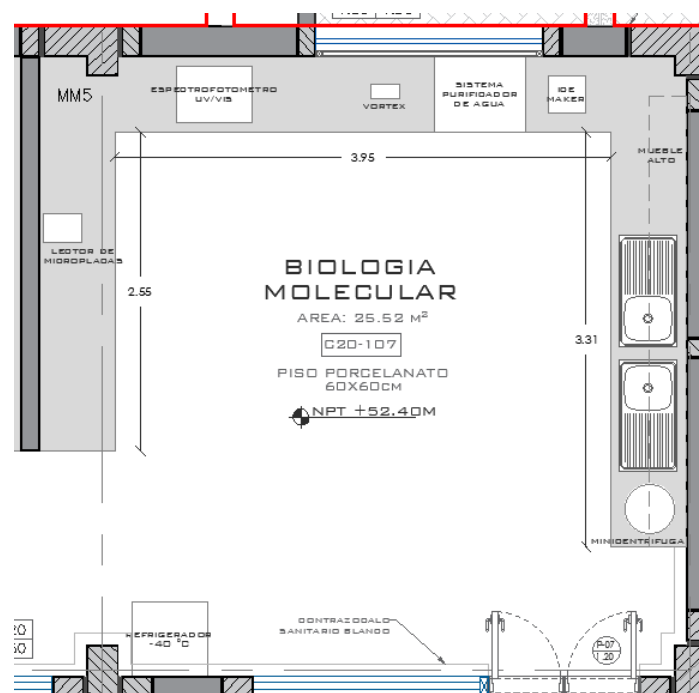 ESPECTROFOTOMETRO
UV/VIS
MM5
VORTEX
SISTEMA
PURIFICADOR
DE AGUA
ICE
MAKER
3.95
MUEBLE
ALTO
LECTOR DE
MICROPLACAS
2.55
BIOLOGIA
MOLECULAR
AREA: 25.52 M²
C20-107
PISO PORCELANATO
60X60CM
NPT +52.40M
3.31
MINICENTRIFUGA
CONTRAZOCALO
SANITARIO BLANCO
REFRIGERADOR
-40 °C
P-07
1.20